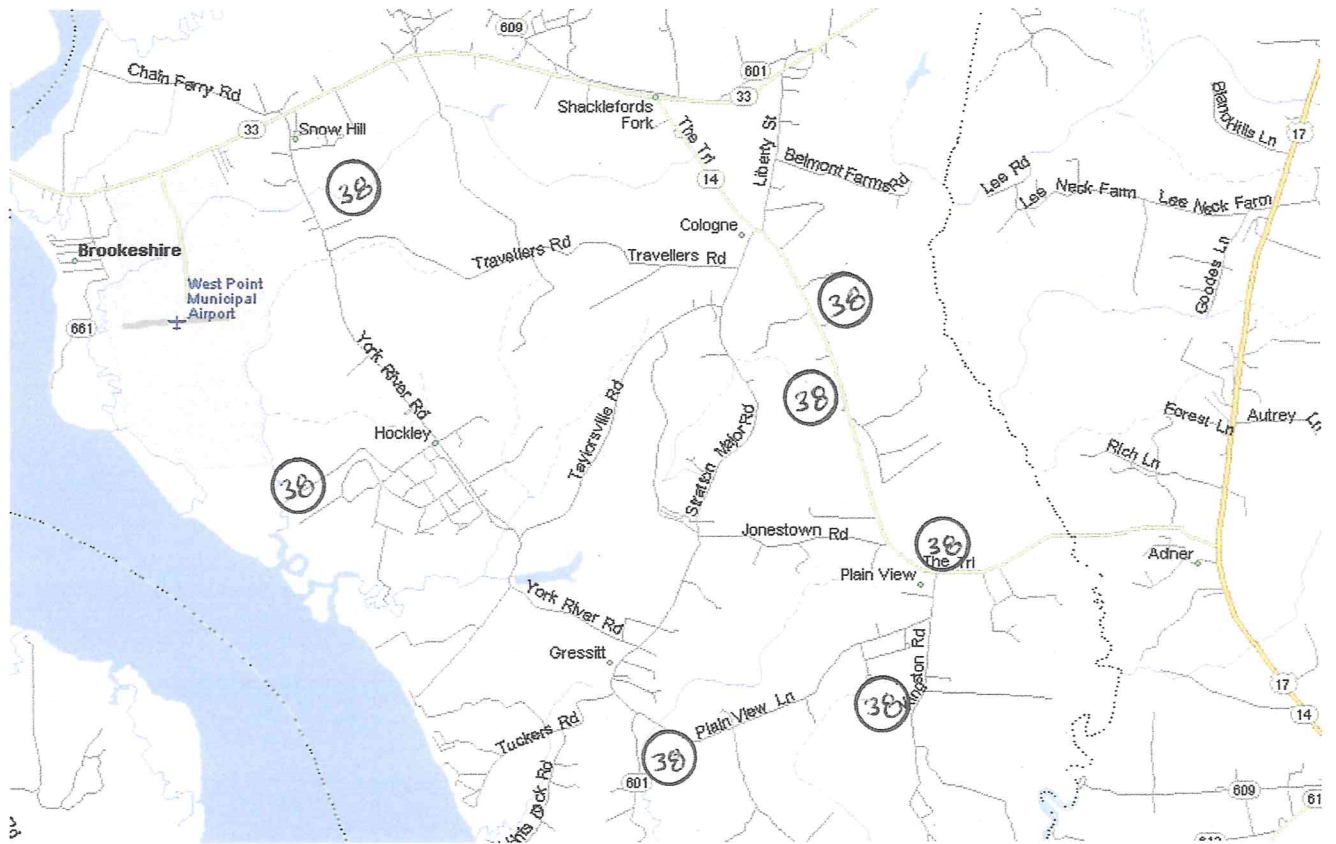 609
Chain Ferry Rd
601
33
Shacklefords
Fork
33
Snow Hill
The Trl
14
Liberty St
Belmont Farms Rd
Lee Rd
Lee Neck Farm
Lee Neck Farm
Bland Hills Ln
17
38
Cologne
Brookeshire
Travellers Rd
Travellers Rd
Goodes Ln
West Point
Municipal
Airport
661
38
York River Rd
Taylorsville Rd
Stratton Major Rd
38
Hockley
Forest Ln
Autrey Ln
Rich Ln
38
Jonestown Rd
38
The Trl
Plain View
Adner
York River Rd
Gressitt
38
Plain View Ln
Tuckers Rd
38
601
17
14
609
Rd